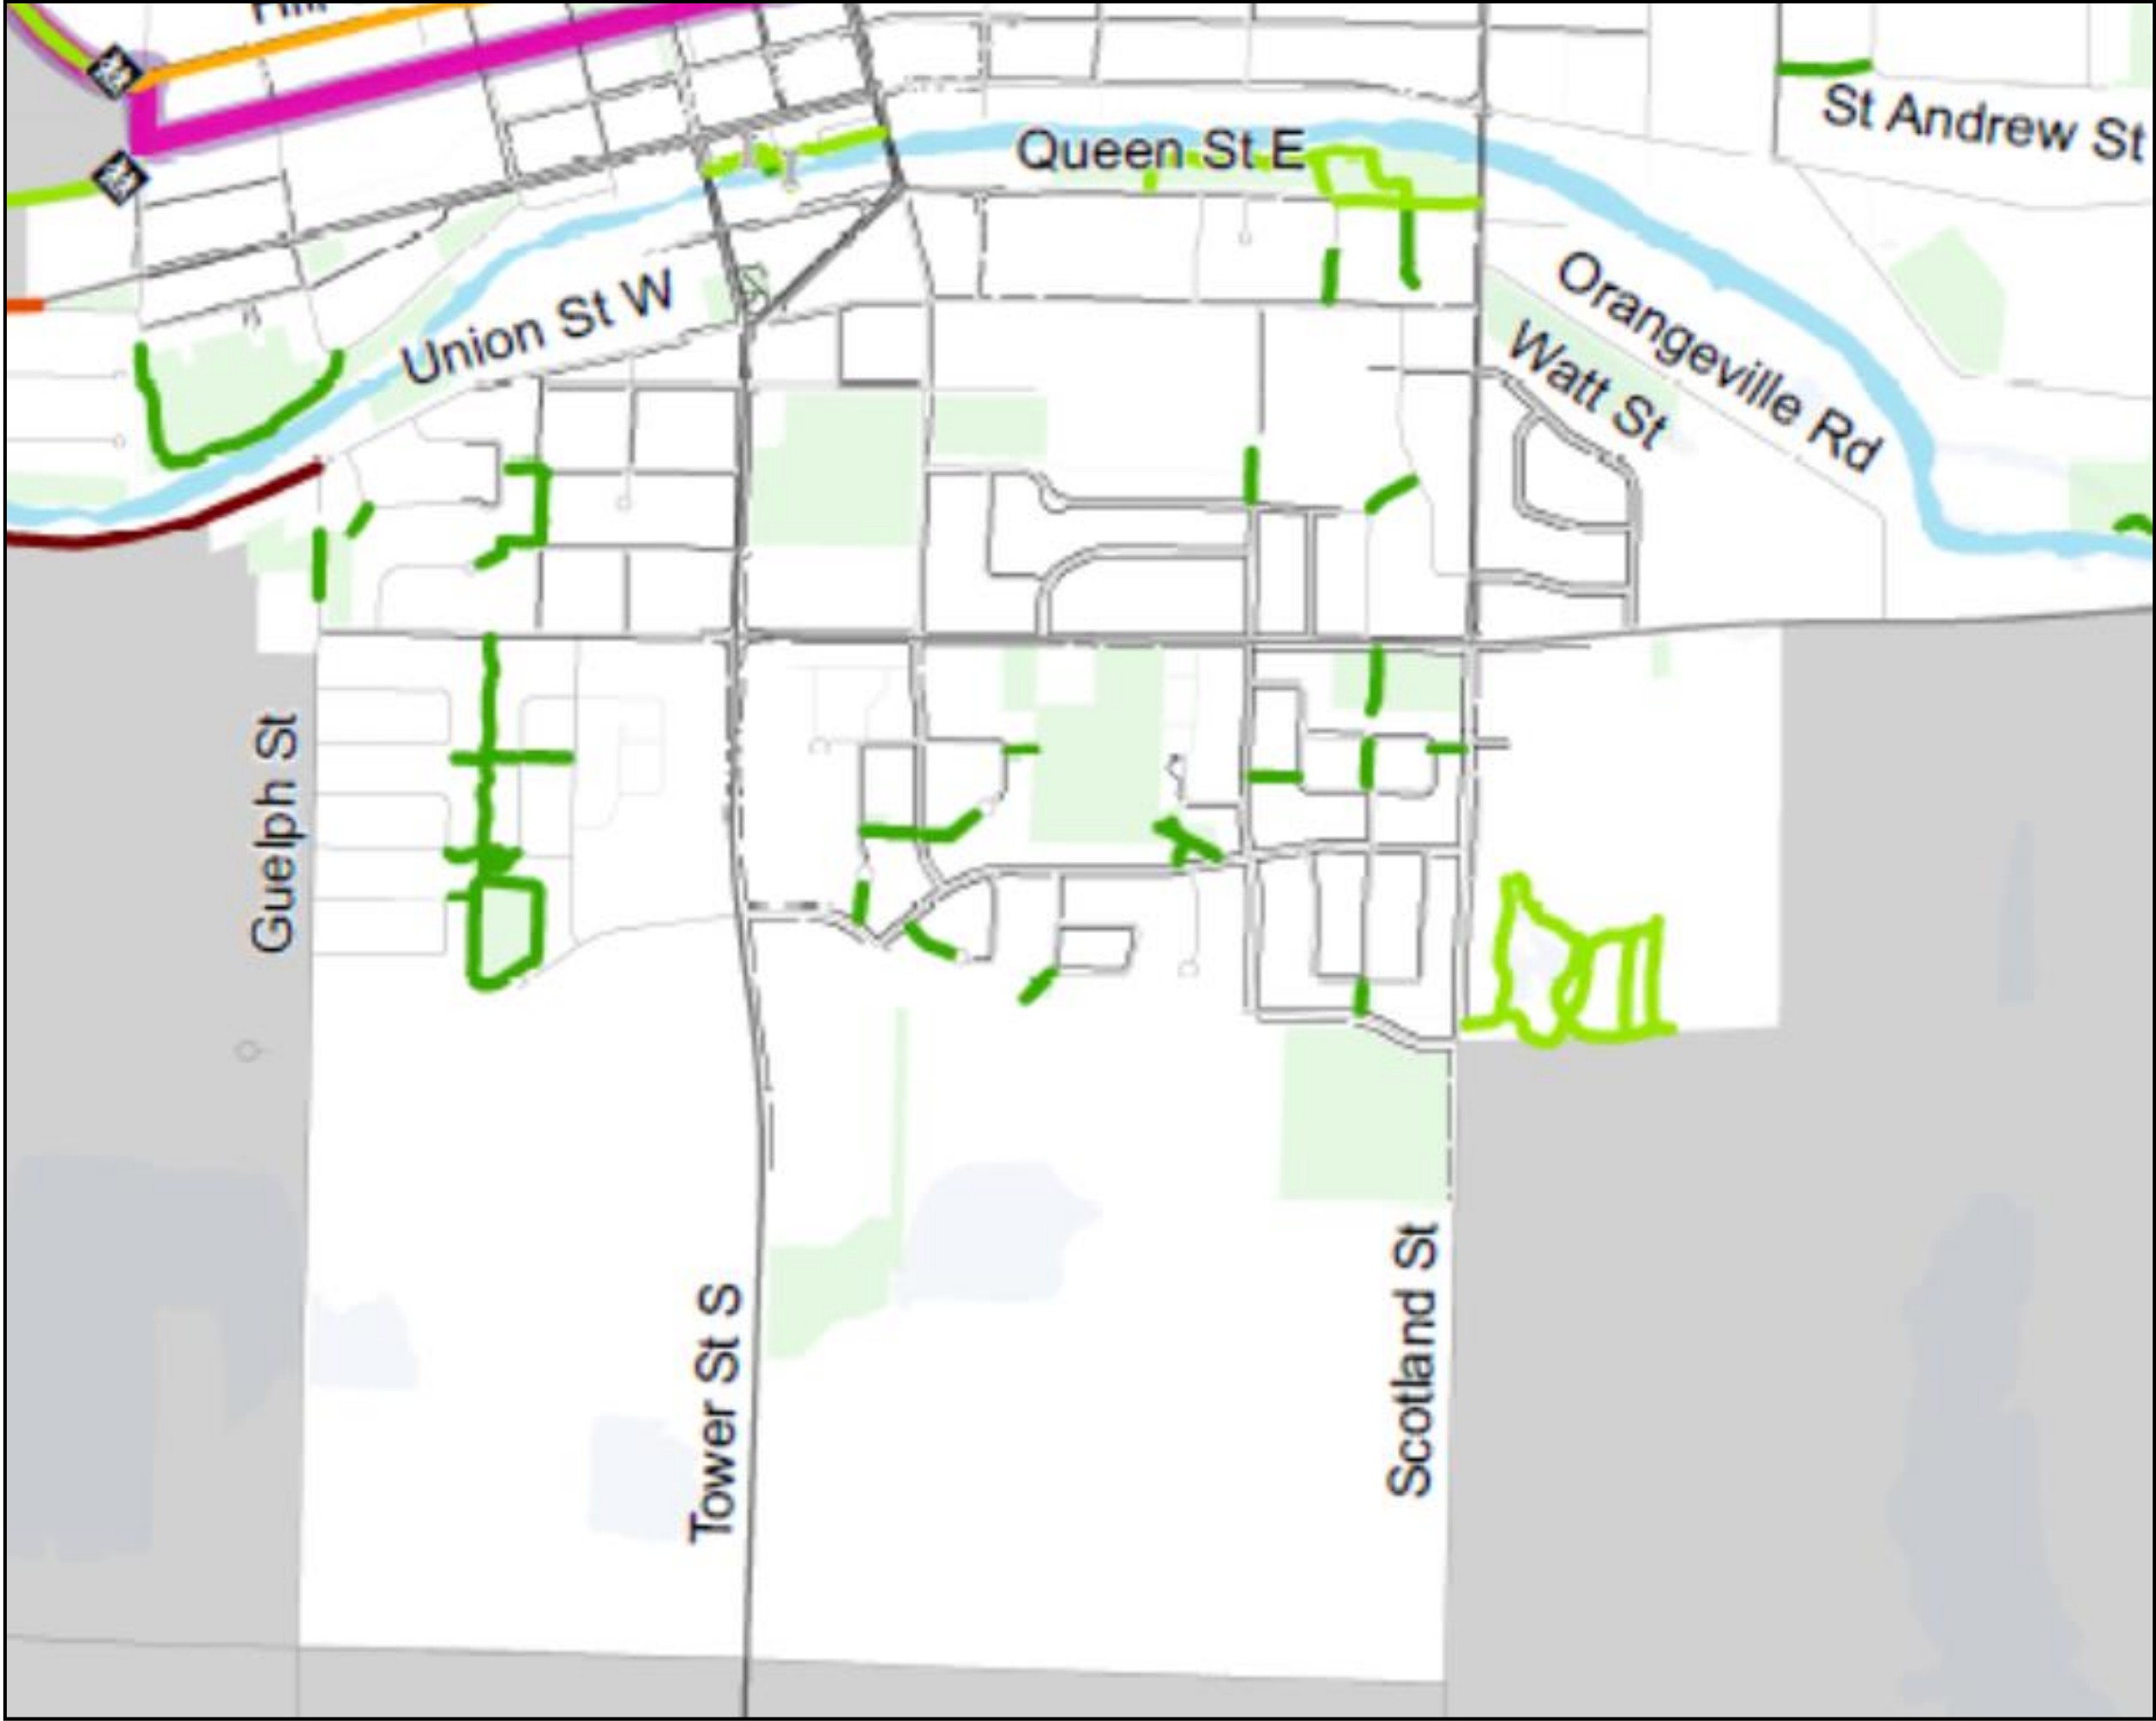 St Andrew St
Queen St E
Union St W
Orangeville Rd
Watt St
Guelph St
Tower St S
Scotland St